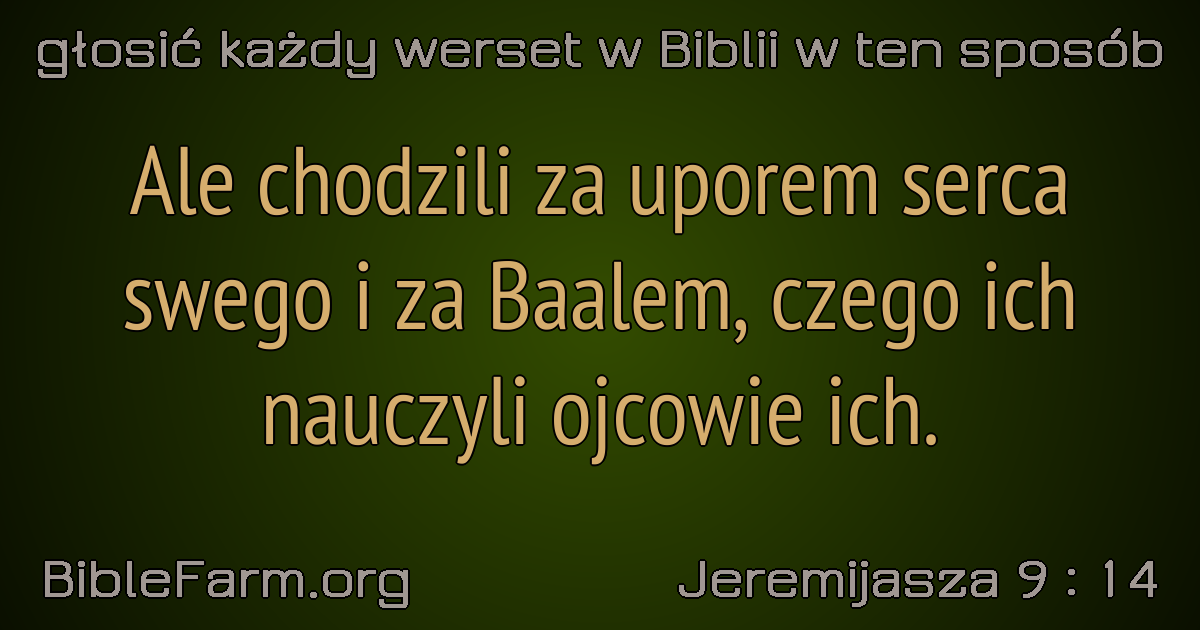 głosić każdy werset w Biblii w ten sposób
Ale chodzili za uporem serca
swego i za Baalem, czego ich
nauczyli ojcowie ich.
BibleFarm.org
Jeremijasza 9 : 14